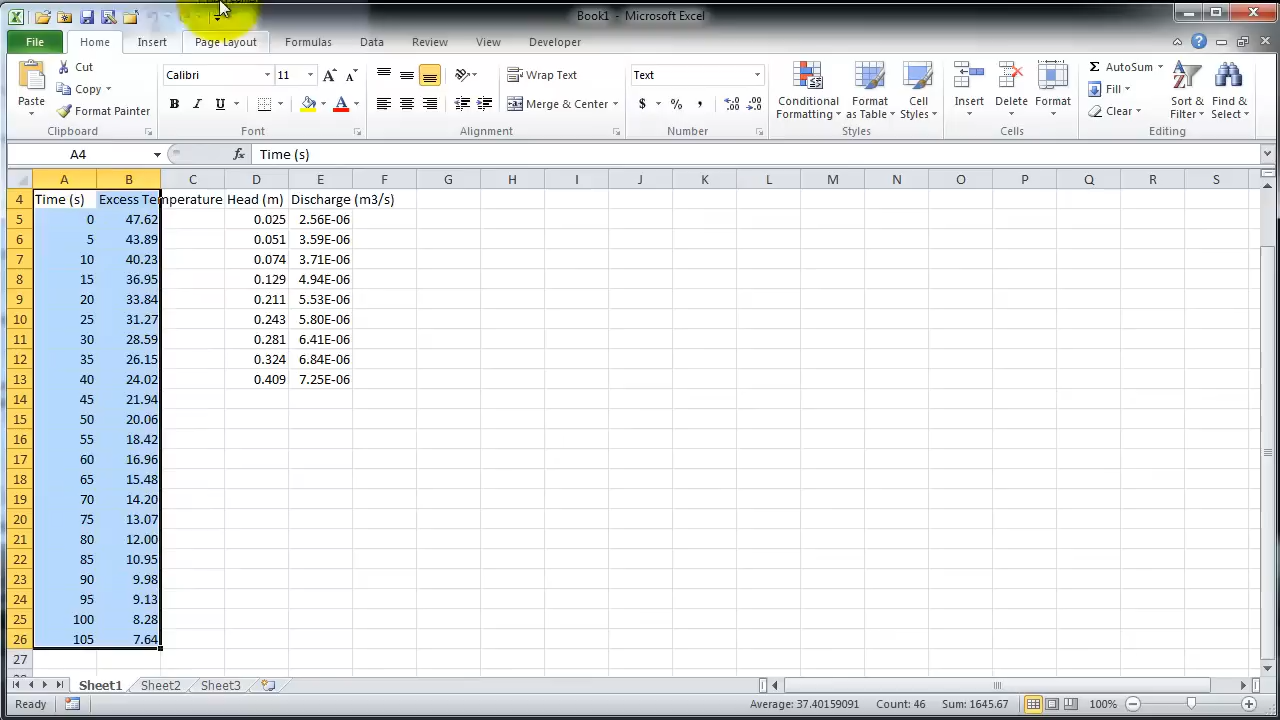 Book1 - Microsoft Excel
File Home Insert Page Layout Formulas Data Review View Developer
Cut
Copy
Format Painter
Paste
Clipboard
Calibri 11
B I U
Font
Wrap Text
Merge & Center
Alignment
Text
$ % ,
Number
Conditional Formatting
Format as Table
Cell Styles
Styles
Insert Delete Format
Cells
AutoSum
Fill
Clear
Sort & Filter
Find & Select
Editing
A4 fx Time (s)
A B C D E F G H I J K L M N O P Q R S
4 Time (s) Excess Temperature Head (m) Discharge (m3/s)
5 0 47.62 0.025 2.56E-06
6 5 43.89 0.051 3.59E-06
7 10 40.23 0.074 3.71E-06
8 15 36.95 0.129 4.94E-06
9 20 33.84 0.211 5.53E-06
10 25 31.27 0.243 5.80E-06
11 30 28.59 0.281 6.41E-06
12 35 26.15 0.324 6.84E-06
13 40 24.02 0.409 7.25E-06
14 45 21.94
15 50 20.06
16 55 18.42
17 60 16.96
18 65 15.48
19 70 14.20
20 75 13.07
21 80 12.00
22 85 10.95
23 90 9.98
24 95 9.13
25 100 8.28
26 105 7.64
27
Sheet1 Sheet2 Sheet3
Ready Average: 37.40159091 Count: 46 Sum: 1645.67 100%